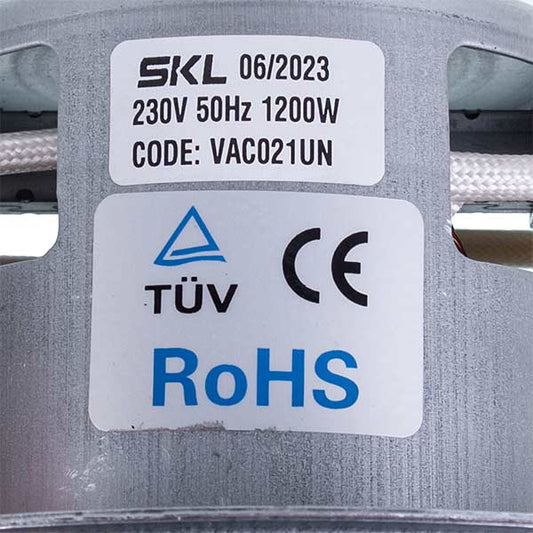 SKL 06/2023
230V 50Hz 1200W
CODE: VAC021UN
TÜV
CE
RoHS